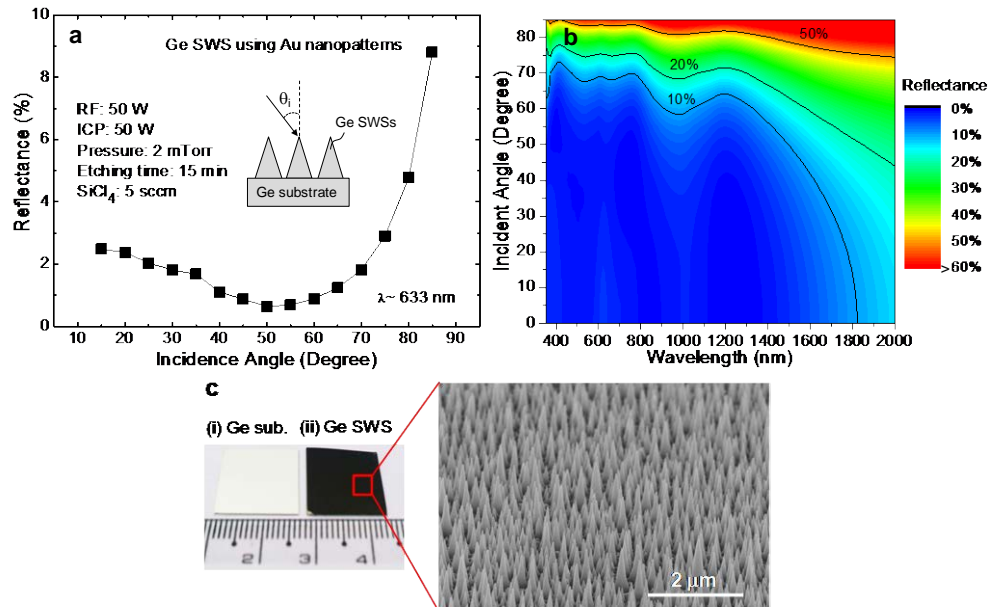 a
Ge SWS using Au nanopatterns
RF: 50 W
ICP: 50 W
Pressure: 2 mTorr
Etching time: 15 min
SiCl4: 5 sccm
θi
Ge SWSs
Ge substrate
λ~ 633 nm
Reflectance (%)
10
8
6
4
2
0
10 20 30 40 50 60 70 80 90
Incidence Angle (Degree)
b
50%
20%
10%
Incident Angle (Degree)
80
70
60
50
40
30
20
10
0
400 600 800 1000 1200 1400 1600 1800 2000
Wavelength (nm)
Reflectance
0%
10%
20%
30%
40%
50%
>60%
c
(i) Ge sub. (ii) Ge SWS
2 3 4
2 μm